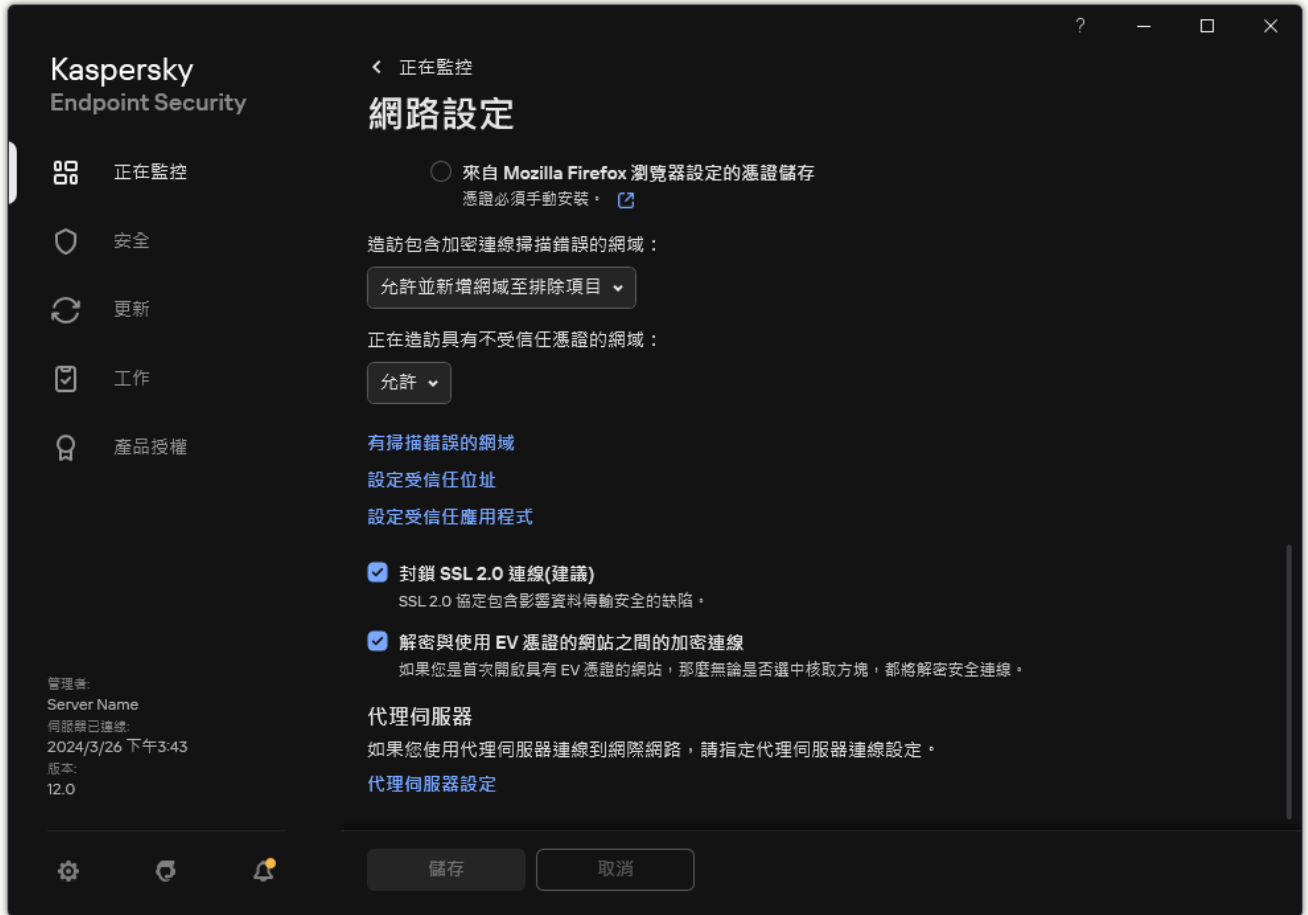 ?
Kaspersky
Endpoint Security
正在監控
安全
更新
工作
產品授權
管理者:
Server Name
伺服器已連線:
2024/3/26 下午3:43
版本:
12.0
正在監控
網路設定
來自 Mozilla Firefox 瀏覽器設定的憑證儲存
憑證必須手動安裝。
造訪包含加密連線掃描錯誤的網域：
允許並新增網域至排除項目
正在造訪具有不受信任憑證的網域：
允許
有掃描錯誤的網域
設定受信任位址
設定受信任應用程式
封鎖 SSL 2.0 連線(建議)
SSL 2.0 協定包含影響資料傳輸安全的缺陷。
解密與使用 EV 憑證的網站之間的加密連線
如果您是首次開啟具有 EV 憑證的網站，那麼無論是否選中核取方塊，都將解密安全連線。
代理伺服器
如果您使用代理伺服器連線到網際網路，請指定代理伺服器連線設定。
代理伺服器設定
儲存
取消